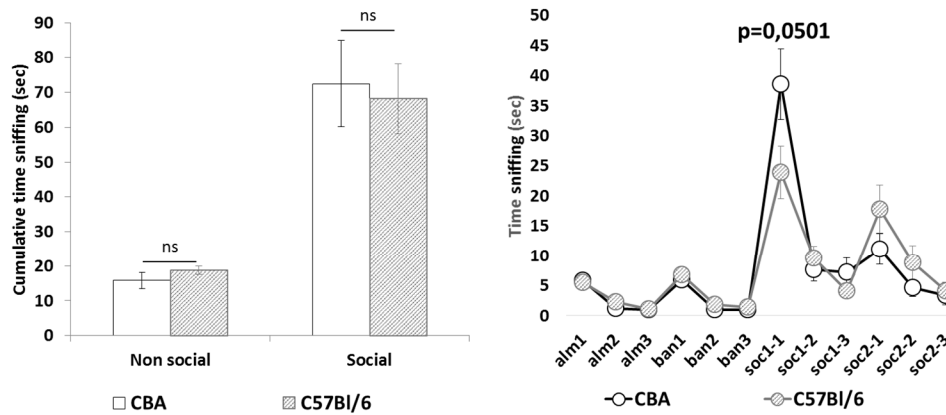 Cumulative time sniffing (sec)
90
80
70
60
50
40
30
20
10
0
ns
ns
Non social
Social
CBA
C57Bl/6
Time sniffing (sec)
50
45
40
35
30
25
20
15
10
5
0
p=0,0501
alm1
alm2
alm3
ban1
ban2
ban3
soc1-1
soc1-2
soc1-3
soc2-1
soc2-2
soc2-3
CBA
C57Bl/6